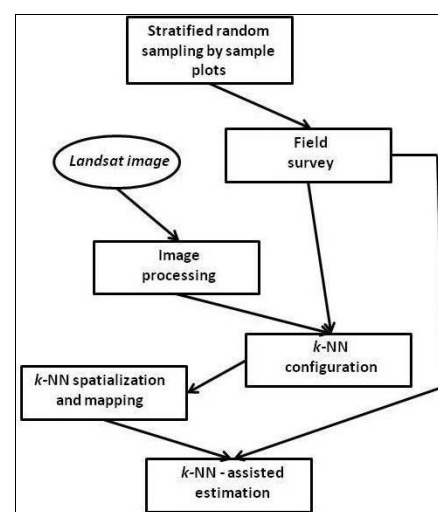 Stratified random
sampling by sample
plots
Field
survey
Landsat image
Image
processing
k-NN
configuration
k-NN spatialization
and mapping
k-NN - assisted
estimation